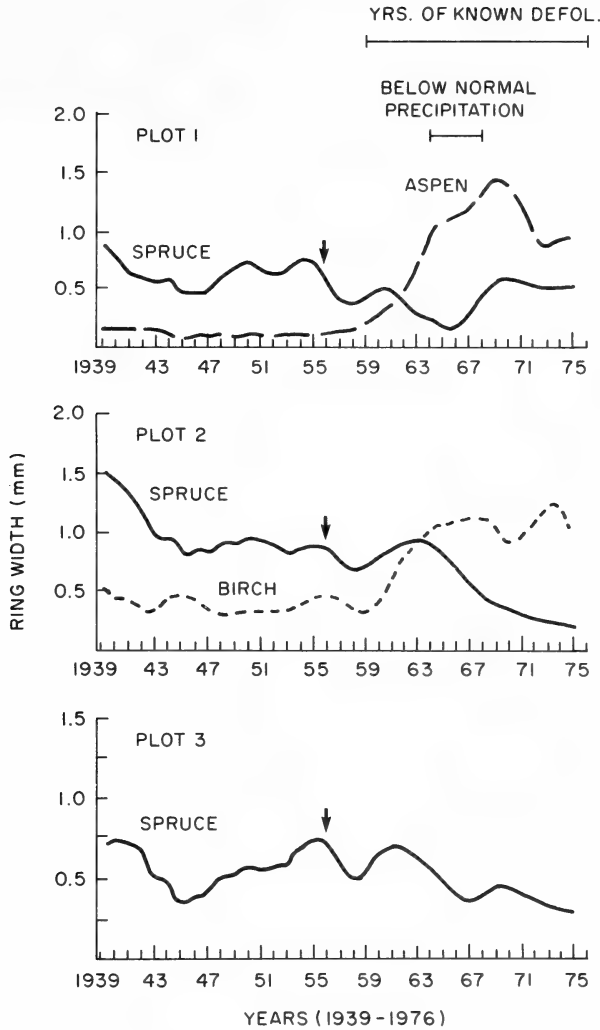 YRS. OF KNOWN DEFOL.
BELOW NORMAL
PRECIPITATION
2.0
PLOT 1
1.5
ASPEN
1.0
SPRUCE
0.5
1939 43 47 51 55 59 63 67 71 75
2.0
PLOT 2
1.5
SPRUCE
1.0
0.5
BIRCH
1939 43 47 51 55 59 63 67 71 75
RING WIDTH (mm)
1.5
PLOT 3
1.0
SPRUCE
0.5
1939 43 47 51 55 59 63 67 71 75
YEARS (1939-1976)